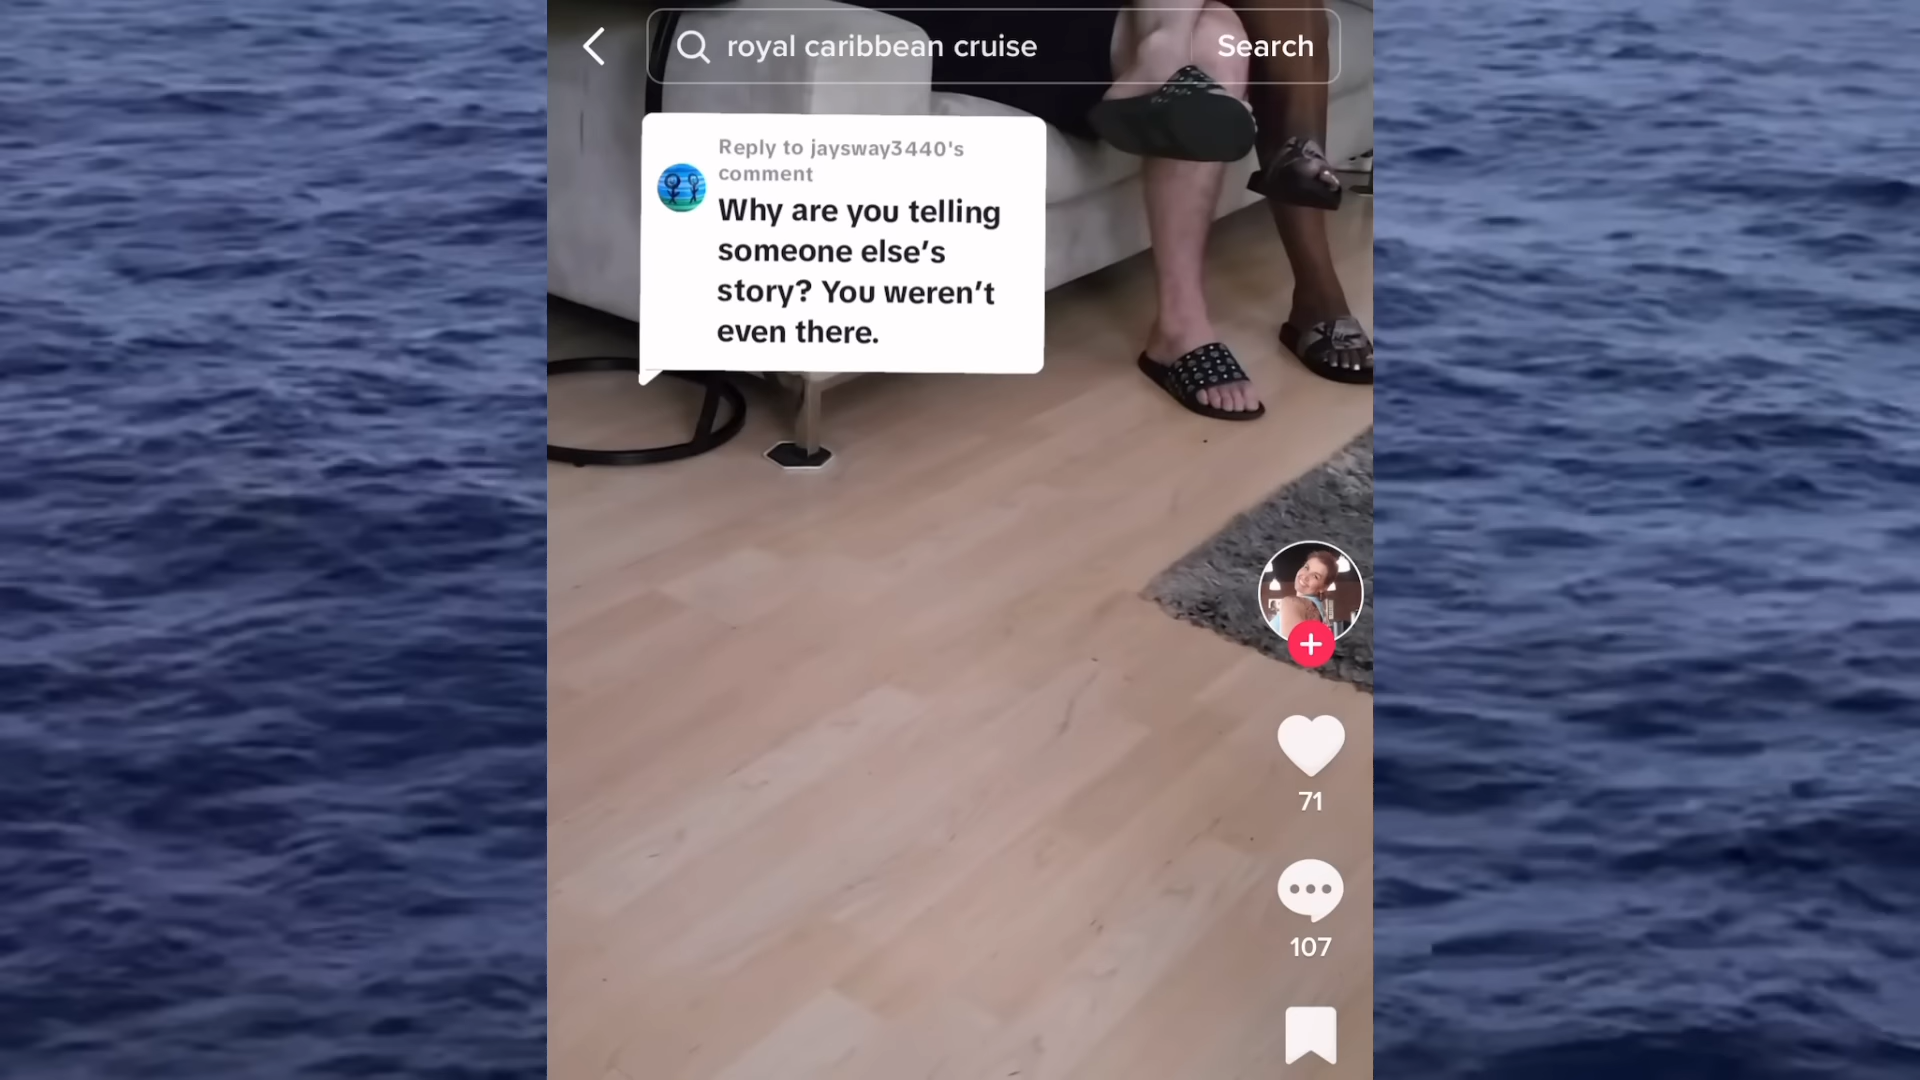 royal caribbean cruise
Search
Reply to jaysway3440's
comment
Why are you telling
someone else’s
story? You weren’t
even there.
71
107